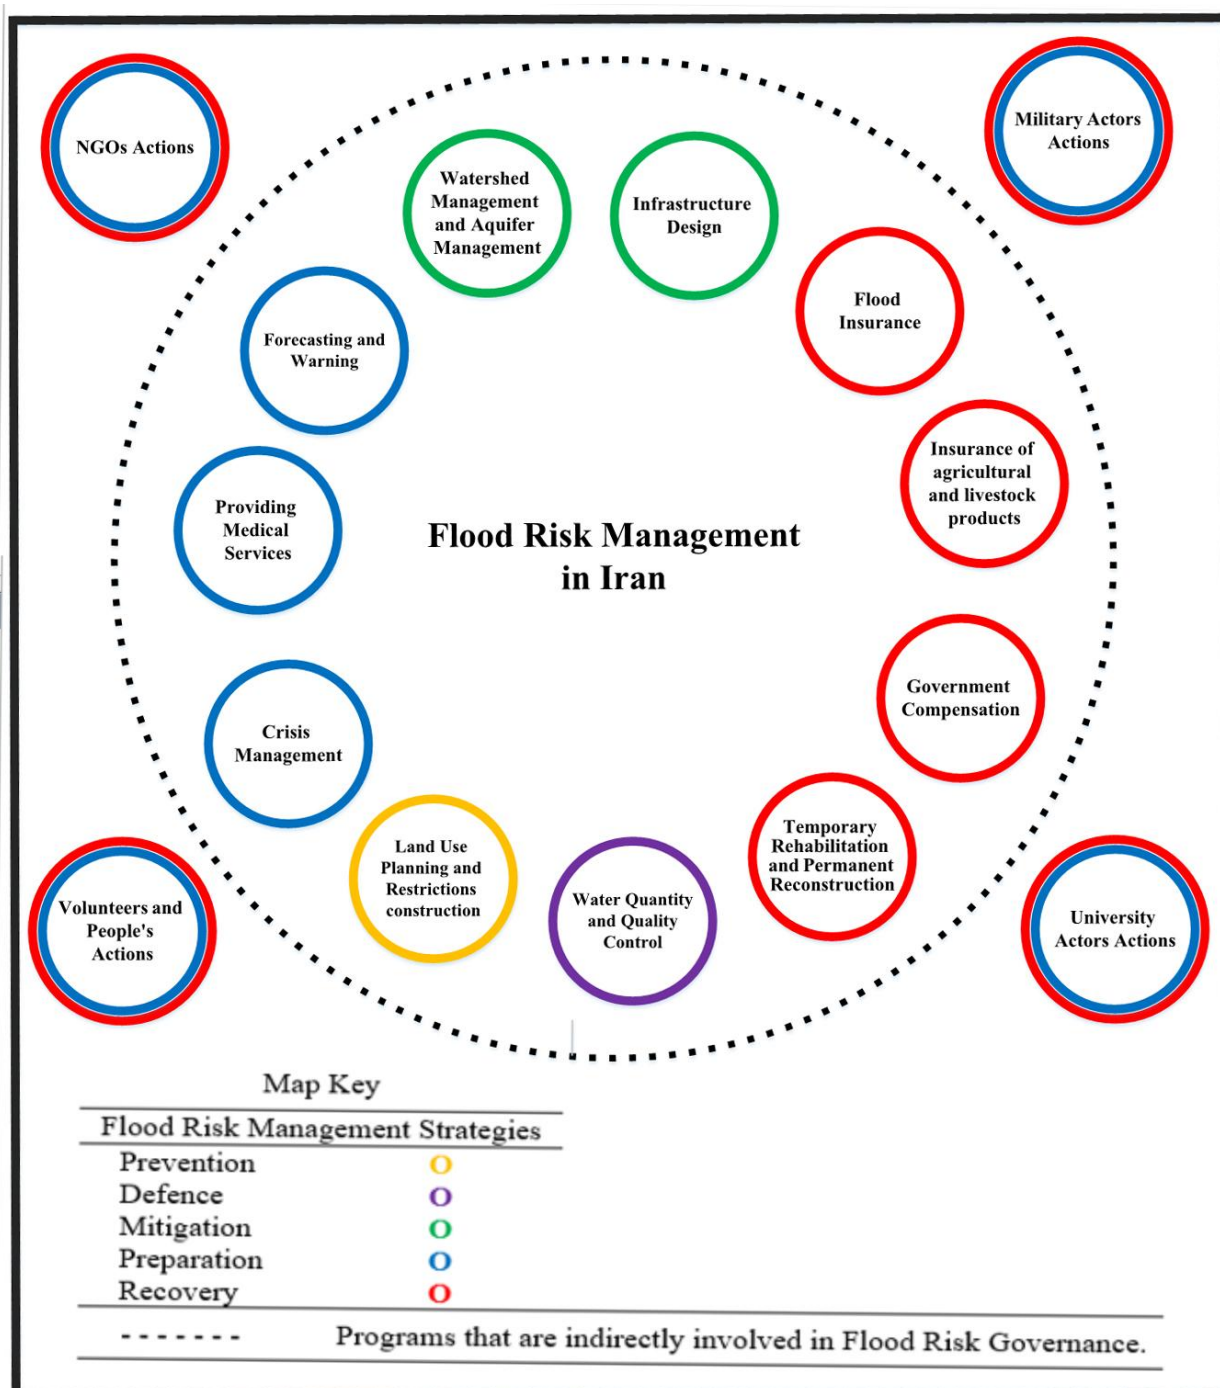 NGOs Actions
Military Actors
Actions
Watershed
Management
and Aquifer
Management
Infrastructure
Design
Flood
Insurance
Forecasting and
Warning
Insurance of
agricultural
and livestock
products
Providing
Medical
Services
Flood Risk Management
in Iran
Government
Compensation
Crisis
Management
Temporary
Rehabilitation
and Permanent
Reconstruction
Land Use
Planning and
Restrictions
construction
Water Quantity
and Quality
Control
Volunteers and
People's
Actions
University
Actors Actions
Map Key
Flood Risk Management Strategies
Prevention O
Defence O
Mitigation O
Preparation O
Recovery O
- - - - - - - Programs that are indirectly involved in Flood Risk Governance.